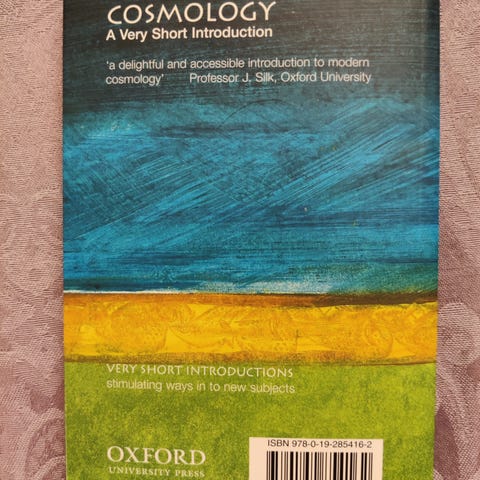 COSMOLOGY
A Very Short Introduction
‘a delightful and accessible introduction to modern
cosmology’ Professor J. Silk, Oxford University
VERY SHORT INTRODUCTIONS
stimulating ways in to new subjects
ISBN 978-0-19-285416-2
OXFORD
UNIVERSITY PRESS